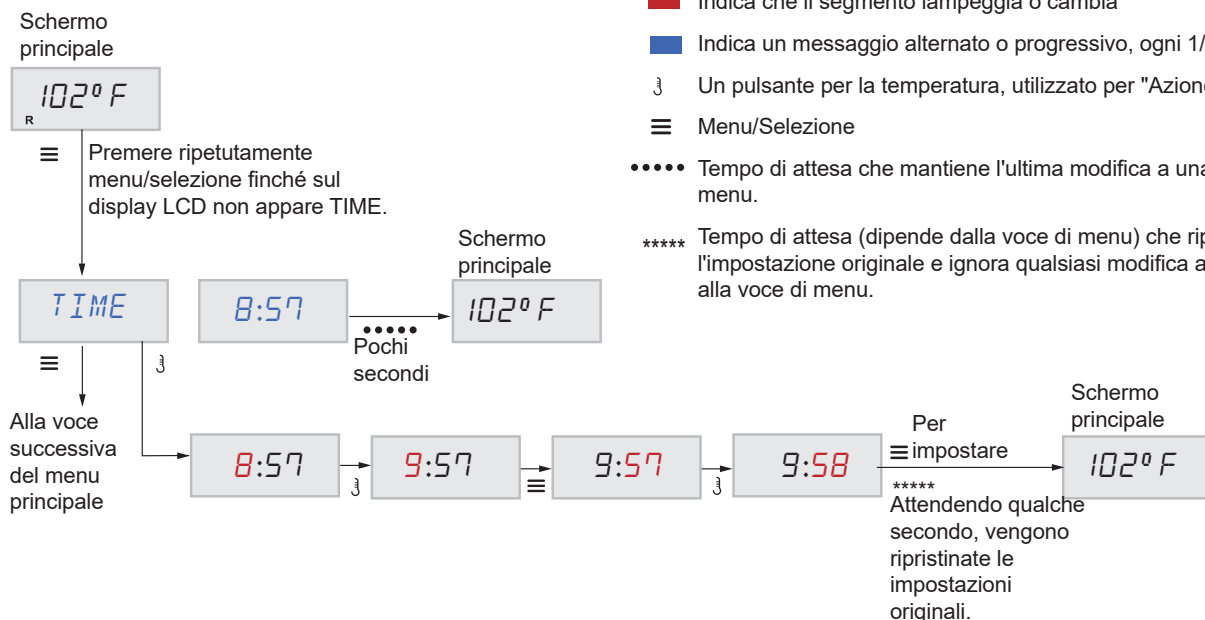 Schermo
principale
102º F
R
Premere ripetutamente
menu/selezione finché sul
display LCD non appare TIME.
Indica che il segmento lampeggia o cambia
Indica un messaggio alternato o progressivo, ogni 1/
Un pulsante per la temperatura, utilizzato per "Azione
Menu/Selezione
••••• Tempo di attesa che mantiene l'ultima modifica a una
menu.
***** Tempo di attesa (dipende dalla voce di menu) che rip
l'impostazione originale e ignora qualsiasi modifica a
alla voce di menu.
TIME
8:57
•••••
Pochi
secondi
Schermo
principale
102º F
Alla voce
successiva
del menu
principale
8:57
9:57
9:57
9:58
Per
impostare
*****
Attendendo qualche
secondo, vengono
ripristinate le
impostazioni
originali.
Schermo
principale
102º F